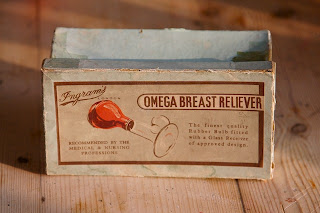 Ingram's
LONDON
OMEGA BREAST RELIEVER
The finest quality
Rubber Bulb fitted
with a Glass Receiver
of approved design.
RECOMMENDED BY THE
MEDICAL & NURSING
PROFESSIONS